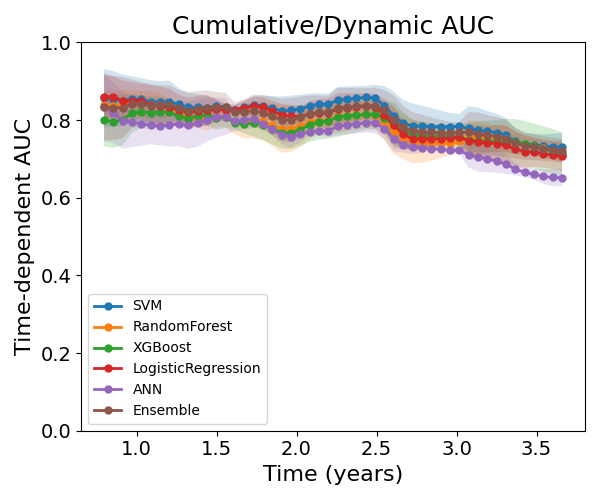 Cumulative/Dynamic AUC
Time-dependent AUC
1.0
0.8
0.6
0.4
0.2
0.0
SVM
RandomForest
XGBoost
LogisticRegression
ANN
Ensemble
1.0 1.5 2.0 2.5 3.0 3.5
Time (years)